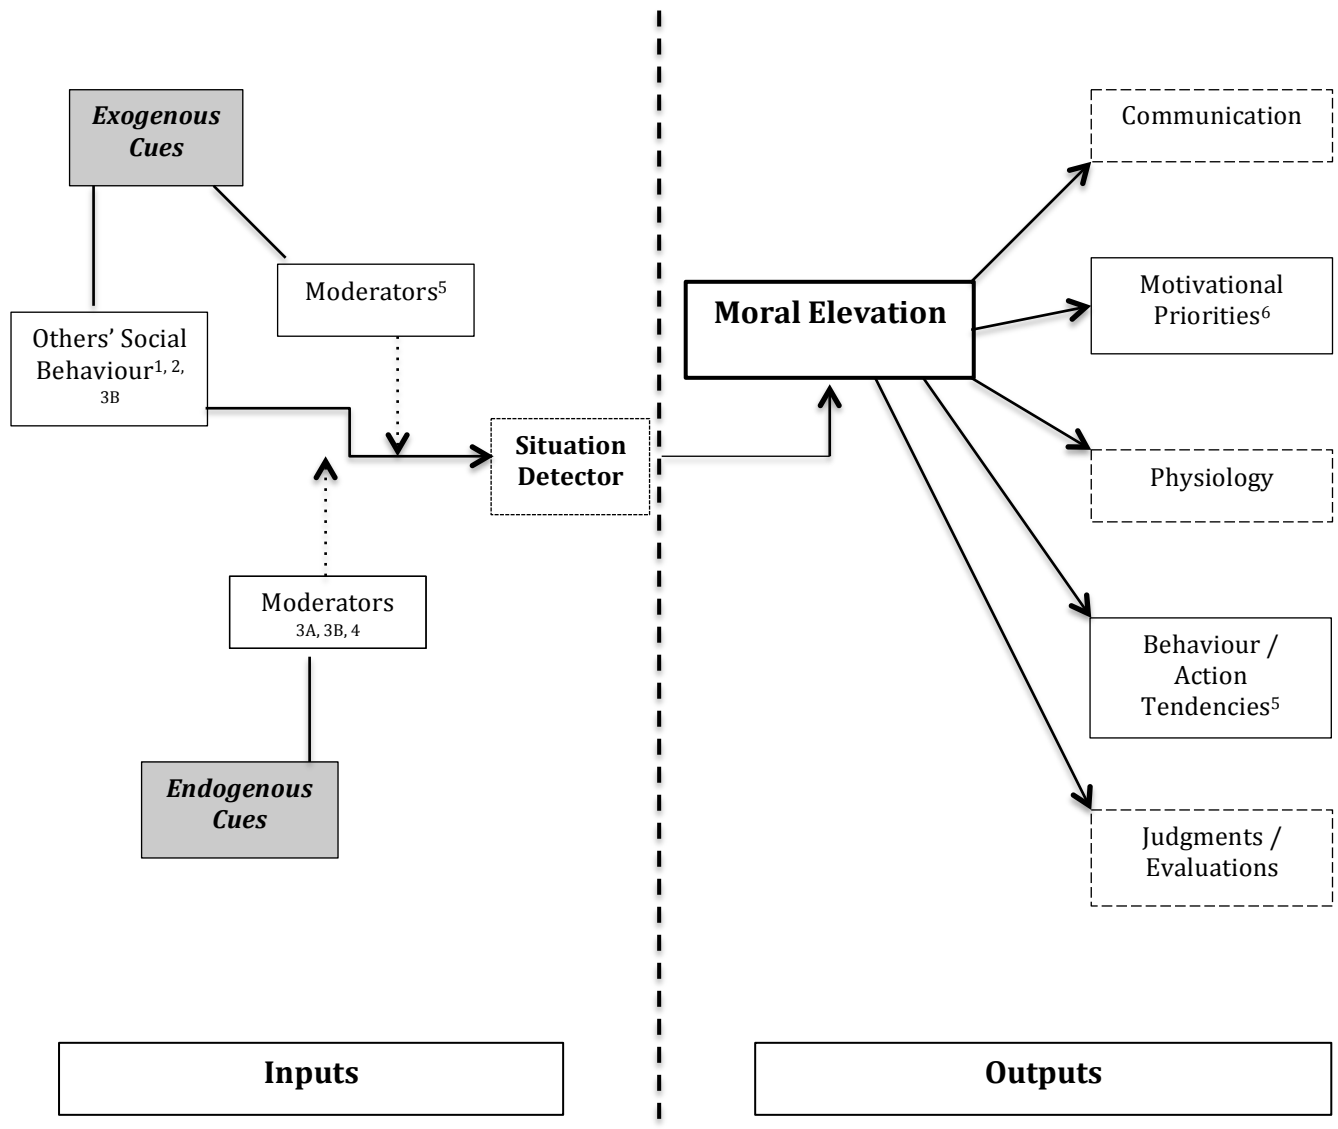 Exogenous
Cues
Moderators⁵
Others’ Social
Behaviour¹, ²,
3B
Situation
Detector
Moderators
3A, 3B, 4
Endogenous
Cues
Inputs
Moral Elevation
Communication
Motivational
Priorities⁶
Physiology
Behaviour /
Action
Tendencies⁵
Judgments /
Evaluations
Outputs